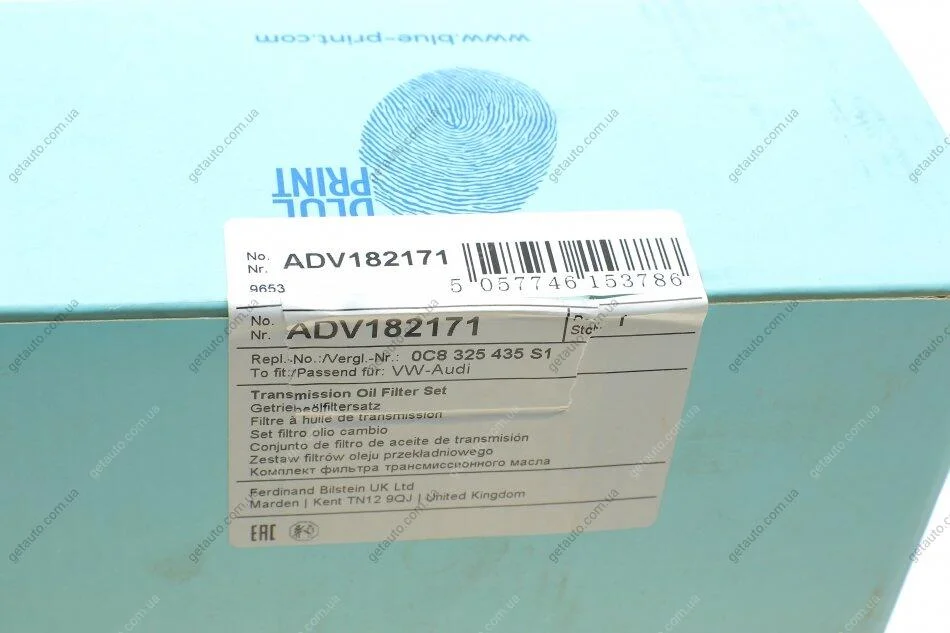 www.blue-print.com
BLUE
PRINT
No.
Nr.
ADV182171
9653
5 057746 153786
No.
Nr.
ADV182171
Repl.-No.:/Vergl.-Nr.: 0C8 325 435 S1
To fit:/Passend für: VW-Audi
Transmission Oil Filter Set
Getriebeölfiltersatz
Filtre à huile de transmission
Set filtro olio cambio
Conjunto de filtro de aceite de transmisión
Zestaw filtrów oleju przekładniowego
Комплект фильтра трансмиссионного масла
Ferdinand Bilstein UK Ltd
Marden | Kent TN12 9QJ | United Kingdom
EAC
getauto.com.ua